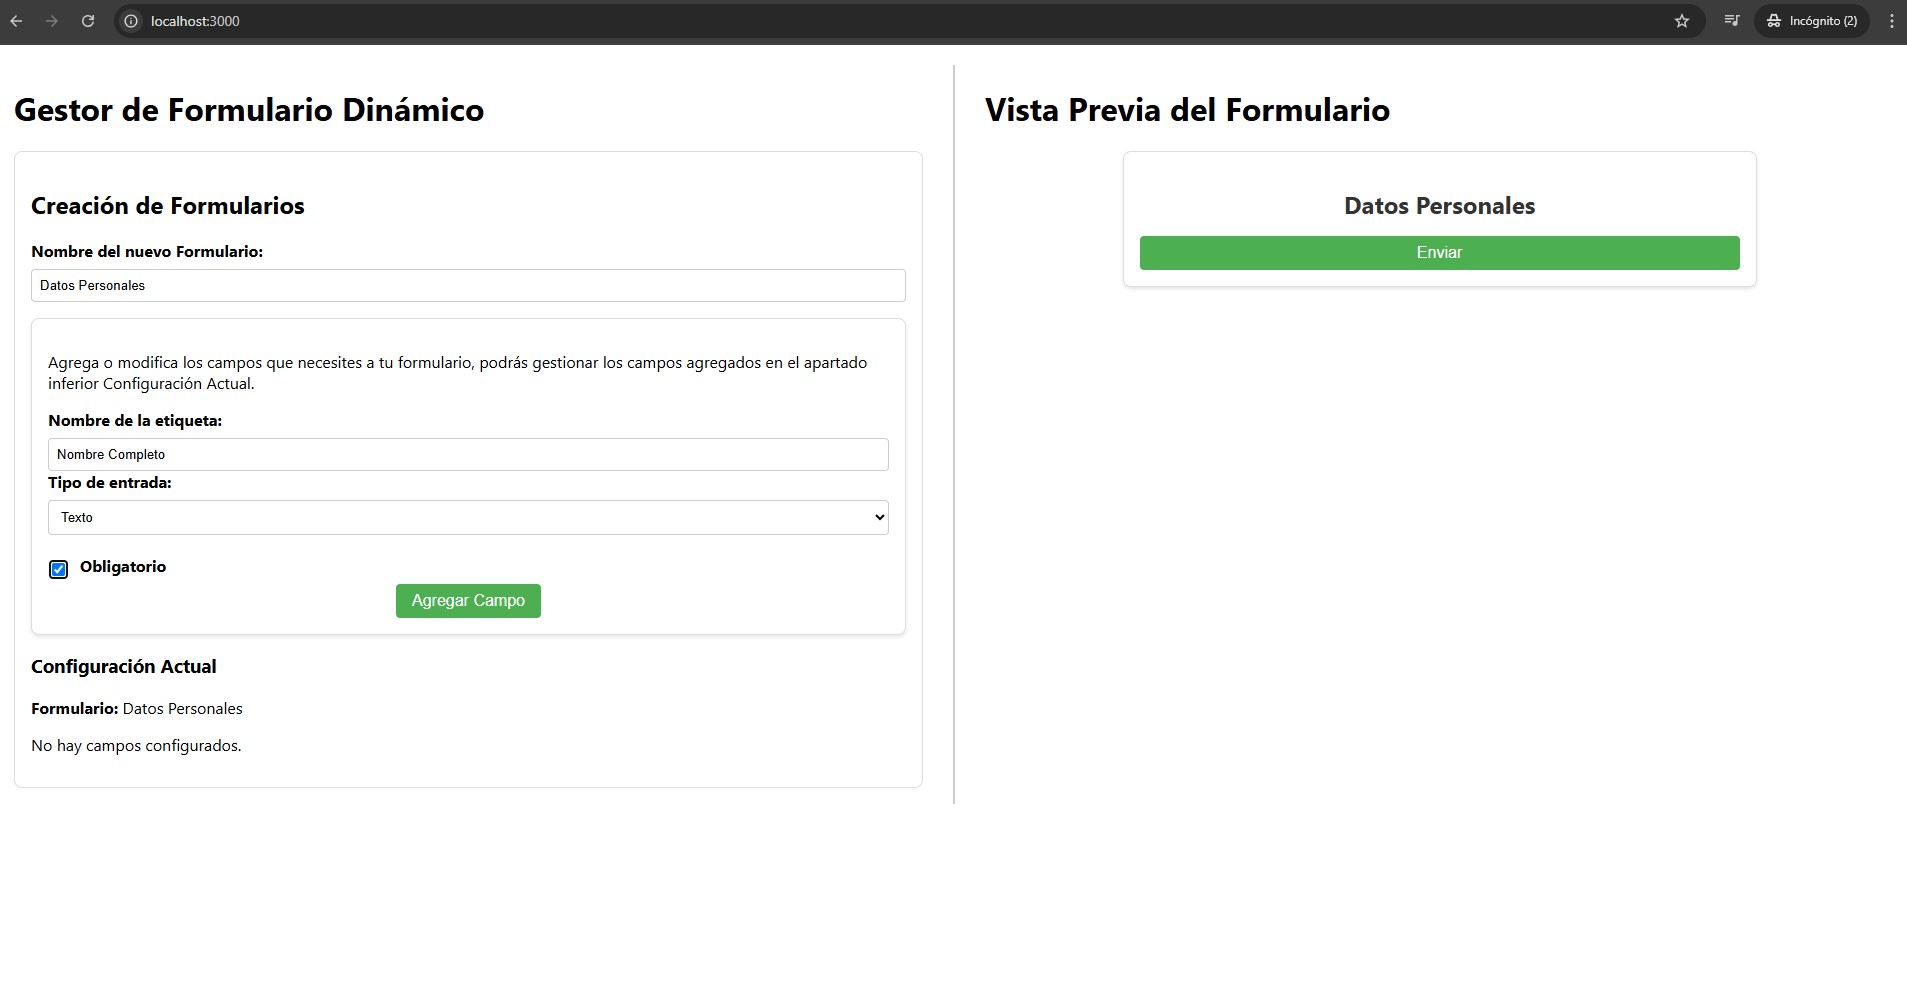 localhost:3000
Incógnito (2)
Gestor de Formulario Dinámico
Creación de Formularios
Nombre del nuevo Formulario:
Datos Personales
Agrega o modifica los campos que necesites a tu formulario, podrás gestionar los campos agregados en el apartado
inferior Configuración Actual.
Nombre de la etiqueta:
Nombre Completo
Tipo de entrada:
Texto
Obligatorio
Agregar Campo
Configuración Actual
Formulario: Datos Personales
No hay campos configurados.
Vista Previa del Formulario
Datos Personales
Enviar